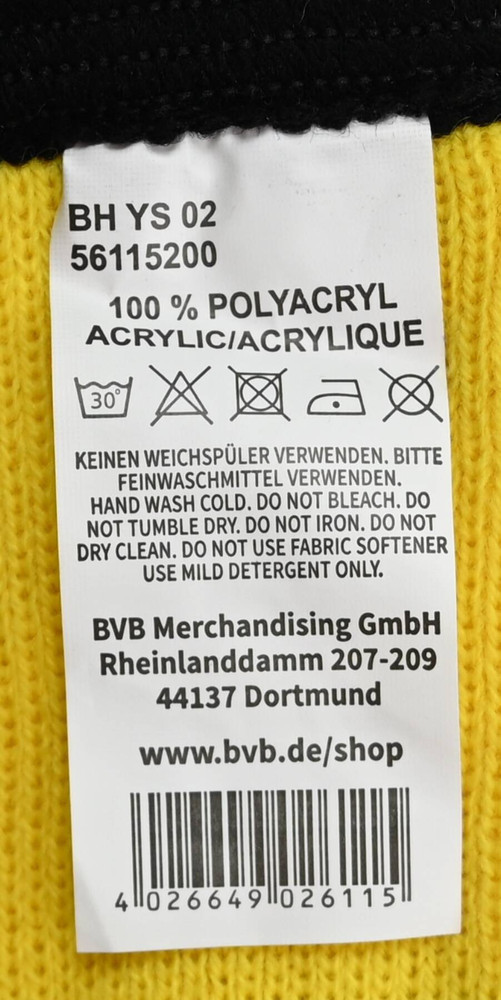 BH YS 02
56115200
100 % POLYACRYL
ACRYLIC/ACRYLIQUE
30°
KEINEN WEICHSPÜLER VERWENDEN. BITTE
FEINWASCHMITTEL VERWENDEN.
HAND WASH COLD. DO NOT BLEACH. DO
NOT TUMBLE DRY. DO NOT IRON. DO NOT
DRY CLEAN. DO NOT USE FABRIC SOFTENER
USE MILD DETERGENT ONLY.
BVB Merchandising GmbH
Rheinlanddamm 207-209
44137 Dortmund
www.bvb.de/shop
4 026649 026115